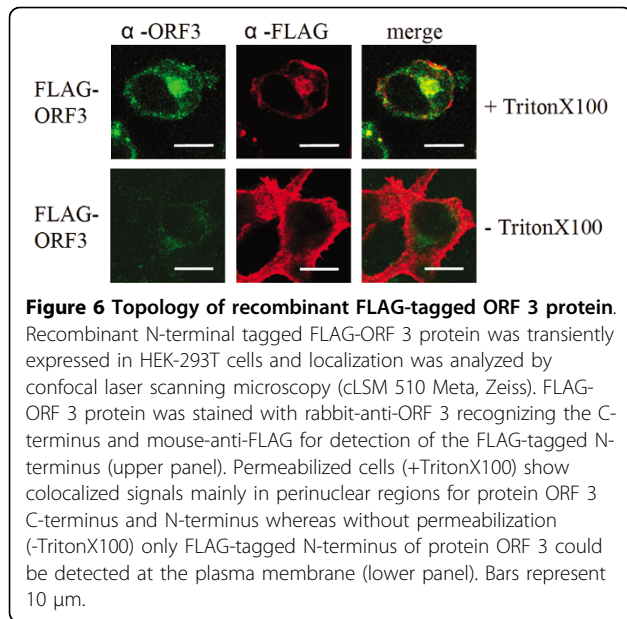 α -ORF3 α -FLAG merge
FLAG-
ORF3
+ TritonX100
FLAG-
ORF3
- TritonX100
Figure 6 Topology of recombinant FLAG-tagged ORF 3 protein.
Recombinant N-terminal tagged FLAG-ORF 3 protein was transiently
expressed in HEK-293T cells and localization was analyzed by
confocal laser scanning microscopy (cLSM 510 Meta, Zeiss). FLAG-
ORF 3 protein was stained with rabbit-anti-ORF 3 recognizing the C-
terminus and mouse-anti-FLAG for detection of the FLAG-tagged N-
terminus (upper panel). Permeabilized cells (+TritonX100) show
colocalized signals mainly in perinuclear regions for protein ORF 3
C-terminus and N-terminus whereas without permeabilization
(-TritonX100) only FLAG-tagged N-terminus of protein ORF 3 could
be detected at the plasma membrane (lower panel). Bars represent
10 μm.